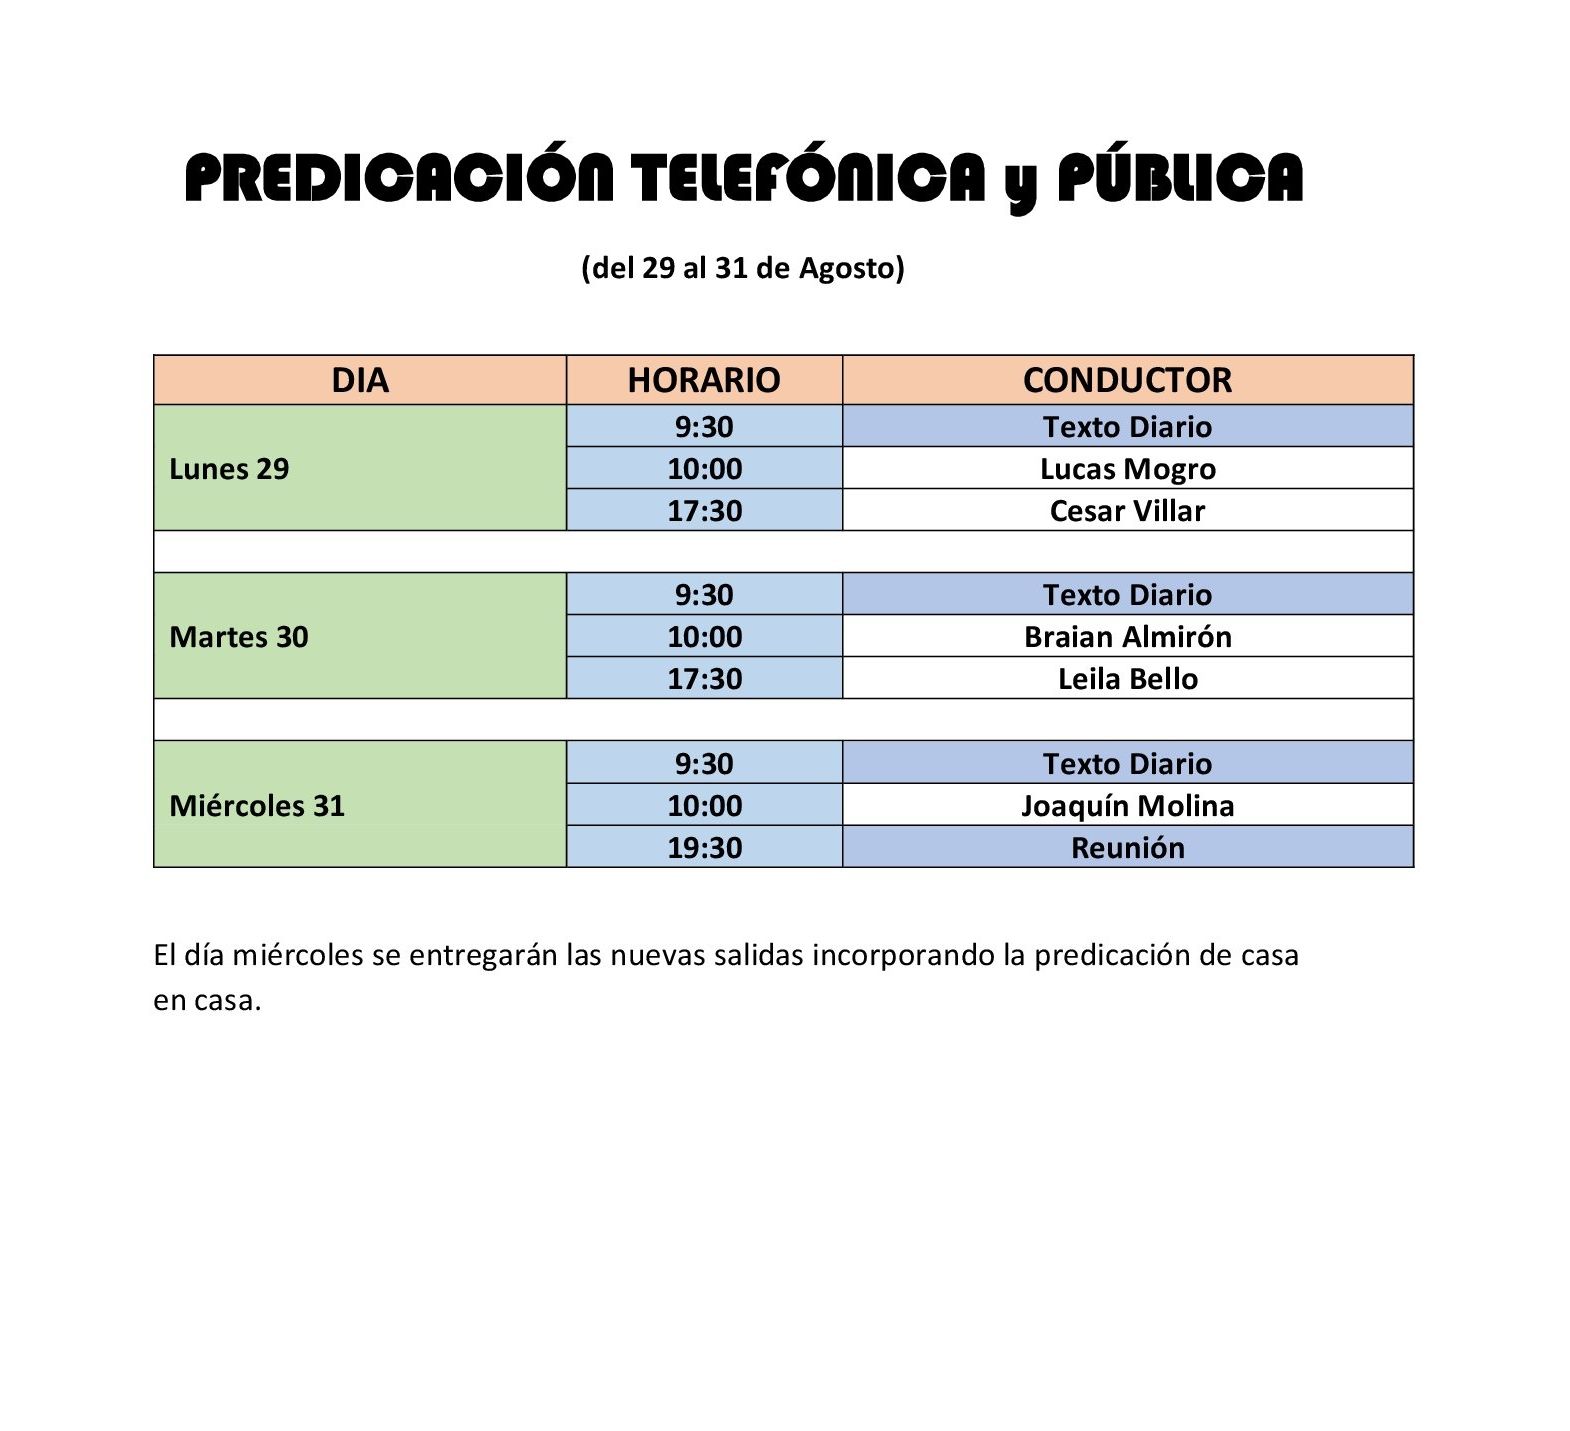 PREDICACIÓN TELEFÓNICA y PÚBLICA
(del 29 al 31 de Agosto)
DIA HORARIO CONDUCTOR
Lunes 29
9:30 Texto Diario
10:00 Lucas Mogro
17:30 Cesar Villar
Martes 30
9:30 Texto Diario
10:00 Braian Almirón
17:30 Leila Bello
Miércoles 31
9:30 Texto Diario
10:00 Joaquín Molina
19:30 Reunión
El día miércoles se entregarán las nuevas salidas incorporando la predicación de casa
en casa.